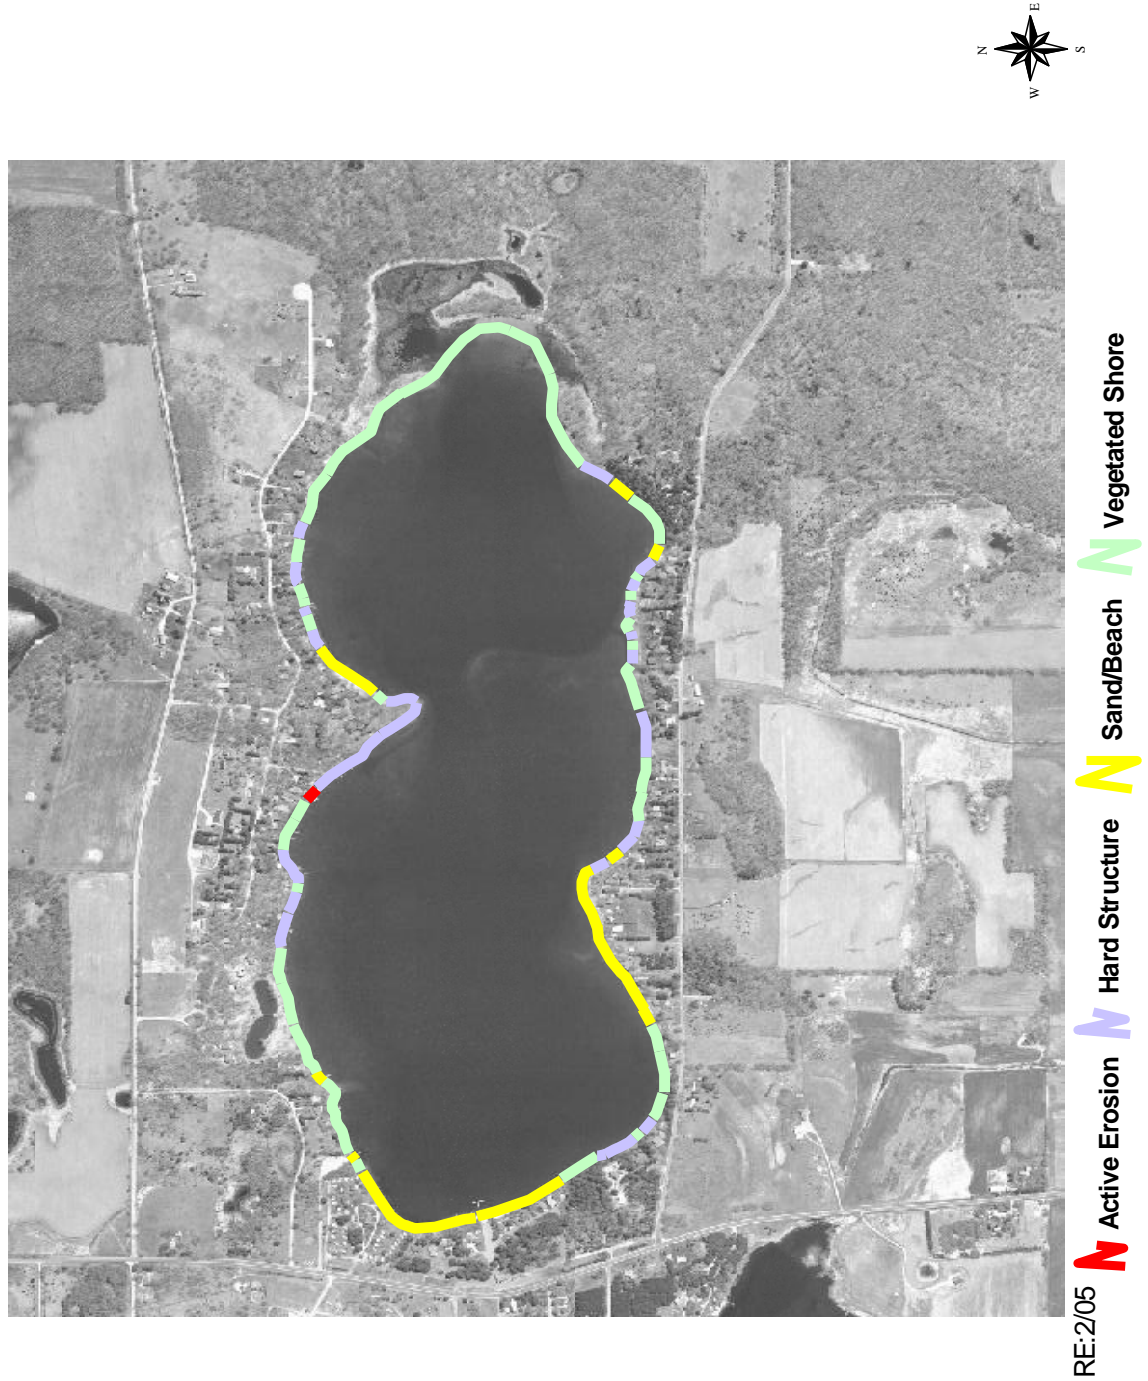 N
E
W
S
RE:2/05
Active Erosion
Hard Structure
Sand/Beach
Vegetated Shore